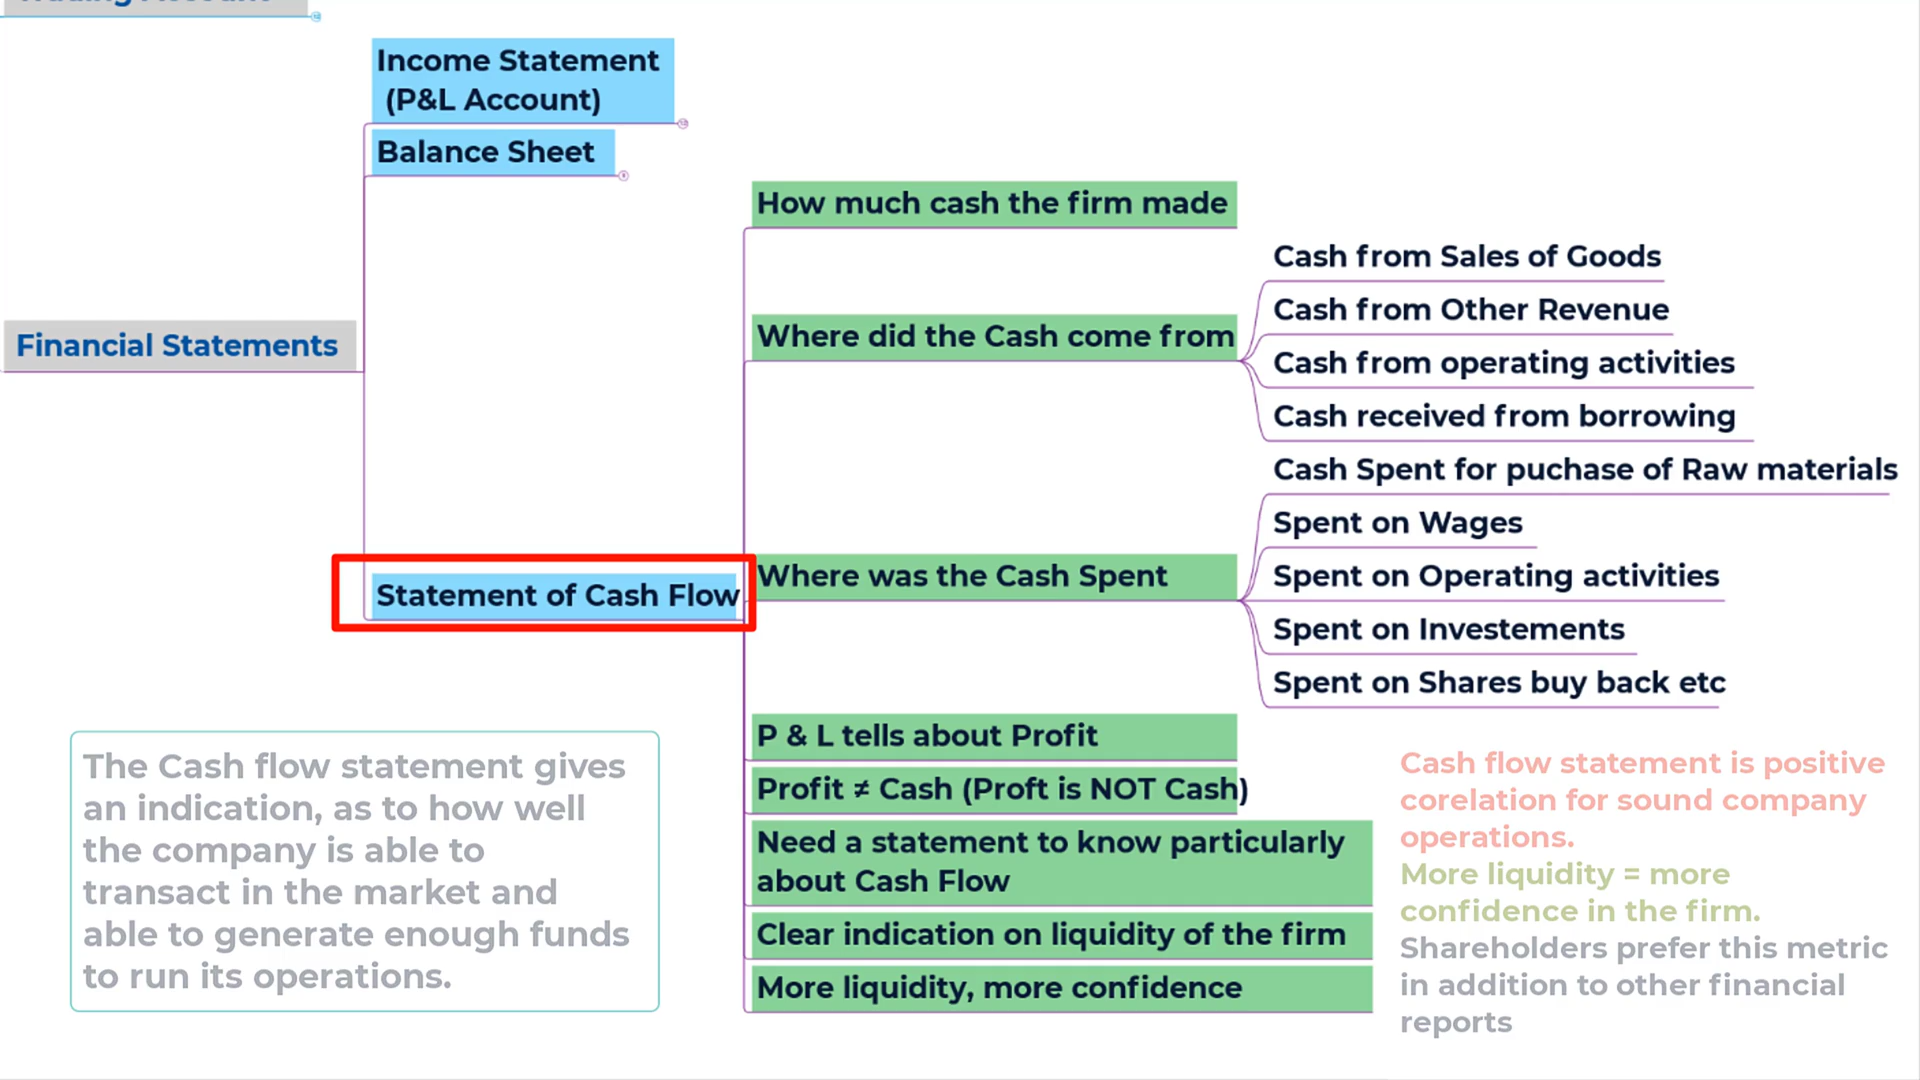 Trading Account
Income Statement
(P&L Account)
Balance Sheet
How much cash the firm made
Cash from Sales of Goods
Cash from Other Revenue
Financial Statements
Where did the Cash come from
Cash from operating activities
Cash received from borrowing
Cash Spent for puchase of Raw materials
Spent on Wages
Statement of Cash Flow
Where was the Cash Spent
Spent on Operating activities
Spent on Investements
Spent on Shares buy back etc
P & L tells about Profit
Profit ≠ Cash (Proft is NOT Cash)
Need a statement to know particularly
about Cash Flow
Clear indication on liquidity of the firm
More liquidity, more confidence
The Cash flow statement gives
an indication, as to how well
the company is able to
transact in the market and
able to generate enough funds
to run its operations.
Cash flow statement is positive
corelation for sound company
operations.
More liquidity = more
confidence in the firm.
Shareholders prefer this metric
in addition to other financial
reports